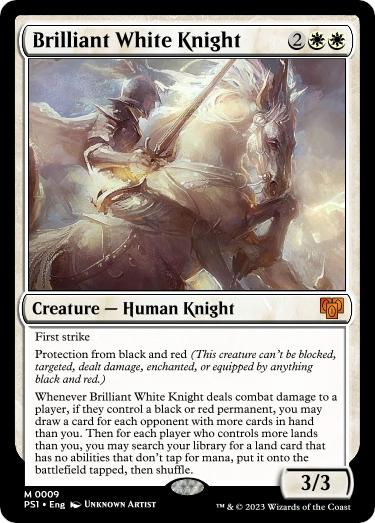 Brilliant White Knight 2
Creature — Human Knight
First strike
Protection from black and red (This creature can't be blocked,
targeted, dealt damage, enchanted, or equipped by anything
black and red.)
Whenever Brilliant White Knight deals combat damage to a
player, if they control a black or red permanent, you may
draw a card for each opponent with more cards in hand
than you. Then for each player who controls more lands
than you, you may search your library for a land card that
has no abilities that don't tap for mana, put it onto the
battlefield tapped, then shuffle.
3/3
M 0009
PS1 • Eng Unknown Artist
™ & © 2023 Wizards of the Coast